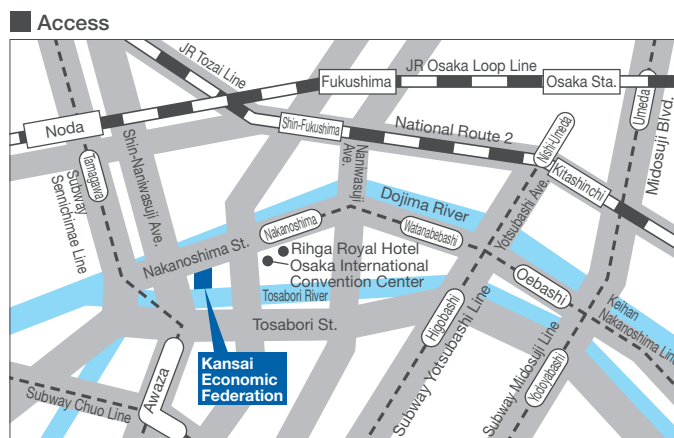 Access
JR Tozai Line
JR Osaka Loop Line
Fukushima
Osaka Sta.
Umeda
Midosuji Blvd.
Noda
Shin-Fukushima
National Route 2
Nishi-Umeda
Kitashinchi
Shin-Naniwasuji Ave.
Naniwasuji
Ave.
Tamagawa
Subway
Sennichimae Line
Dojima River
Yotsubashi Ave.
Nakanoshima
Watanabebashi
Nakanoshima St.
Rihga Royal Hotel
Osaka International
Convention Center
Oebashi
Tosabori River
Keihan
Nakanoshima Line
Tosabori St.
Higobashi
Kansai
Economic
Federation
Awaza
Subway Chuo Line
Subway Yotsubashi Line
Subway Midosuji Line
Yodoyabashi